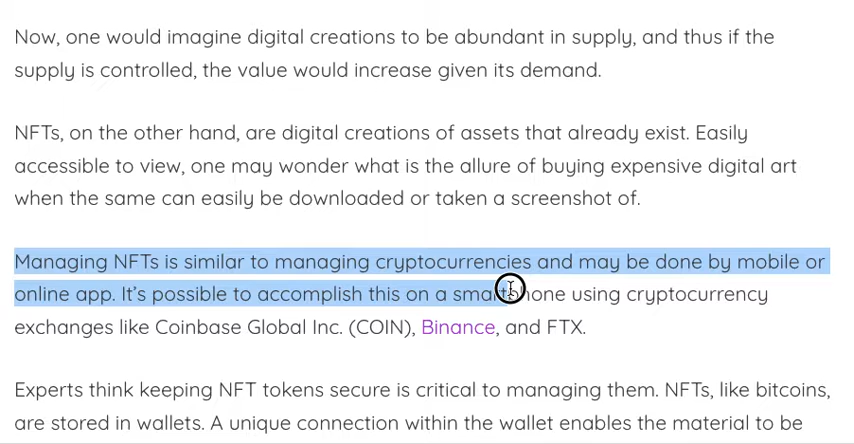 Now, one would imagine digital creations to be abundant in supply, and thus if the
supply is controlled, the value would increase given its demand.
NFTs, on the other hand, are digital creations of assets that already exist. Easily
accessible to view, one may wonder what is the allure of buying expensive digital art
when the same can easily be downloaded or taken a screenshot of.
Managing NFTs is similar to managing cryptocurrencies and may be done by mobile or
online app. It’s possible to accomplish this on a smartphone using cryptocurrency
exchanges like Coinbase Global Inc. (COIN), Binance, and FTX.
Experts think keeping NFT tokens secure is critical to managing them. NFTs, like bitcoins,
are stored in wallets. A unique connection within the wallet enables the material to be